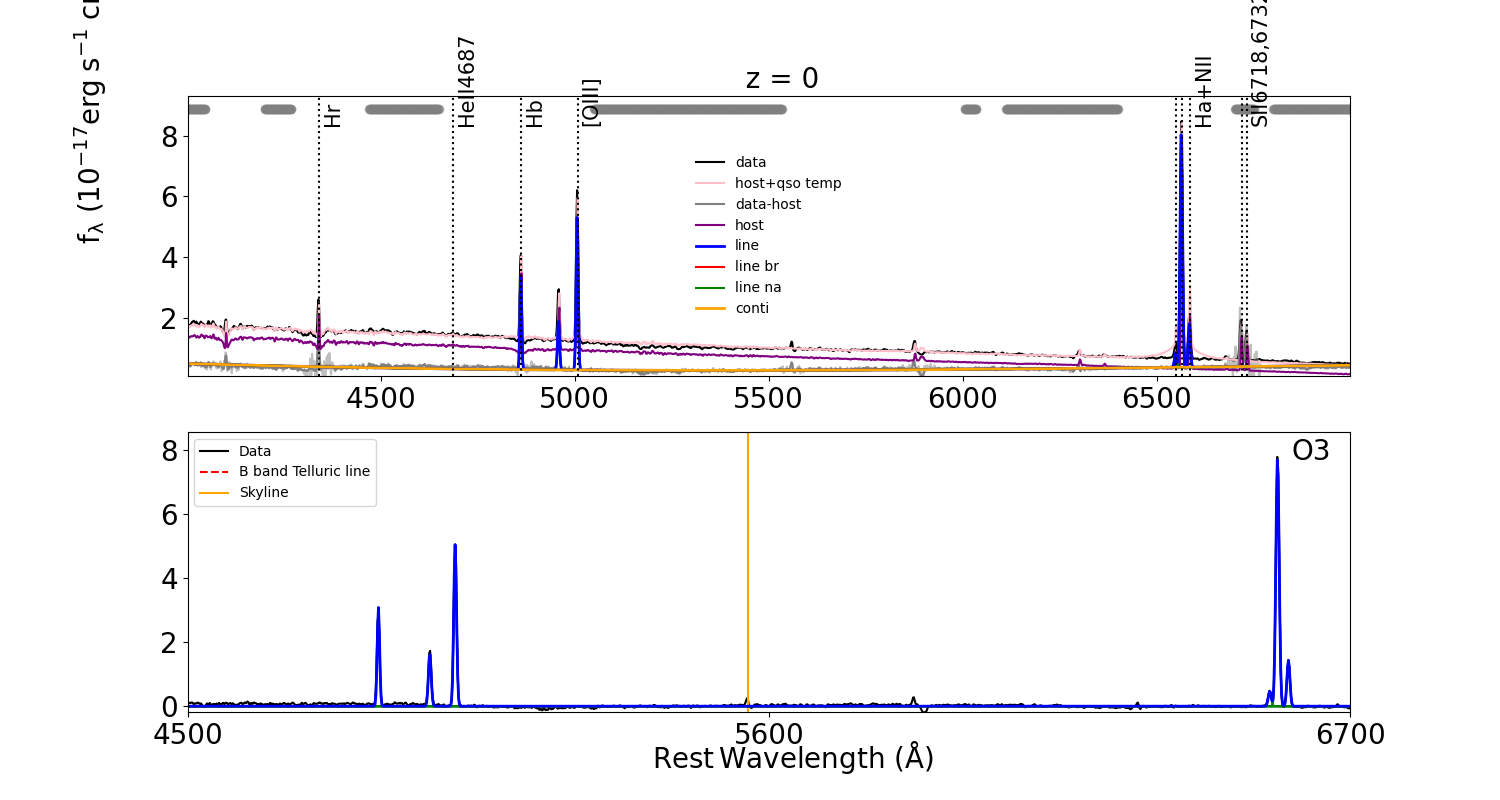 z = 0
f_λ (10^−17 erg s^−1
Hr
HeII4687
Hb
[OIII]
Ha+NII
SII6718,6732
data
host+qso temp
data-host
host
line
line br
line na
conti
8
6
4
2
4500 5000 5500 6000 6500
Data
B band Telluric line
Skyline
O3
8
6
4
2
0
4500 5600 6700
Rest Wavelength (Å)